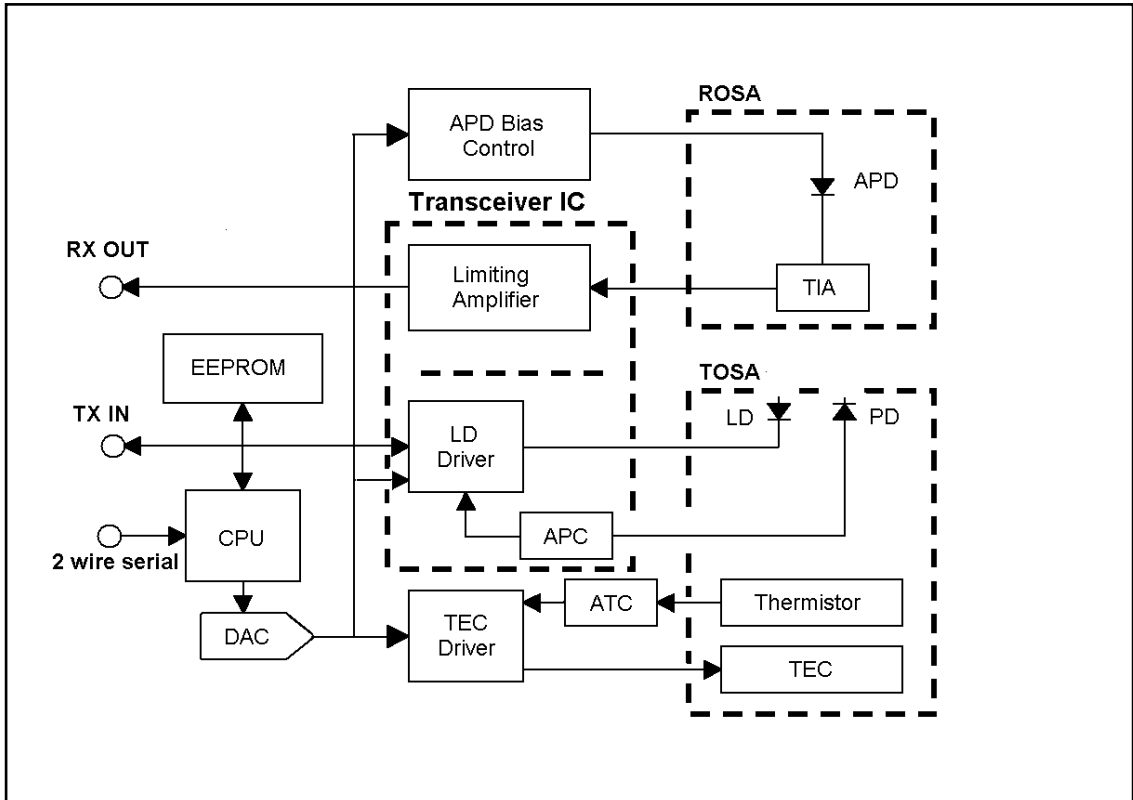 ROSA
APD Bias
Control
APD
Transceiver IC
RX OUT
Limiting
Amplifier
TIA
EEPROM
TOSA
TX IN
LD
Driver
LD
PD
CPU
APC
2 wire serial
ATC
Thermistor
DAC
TEC
Driver
TEC